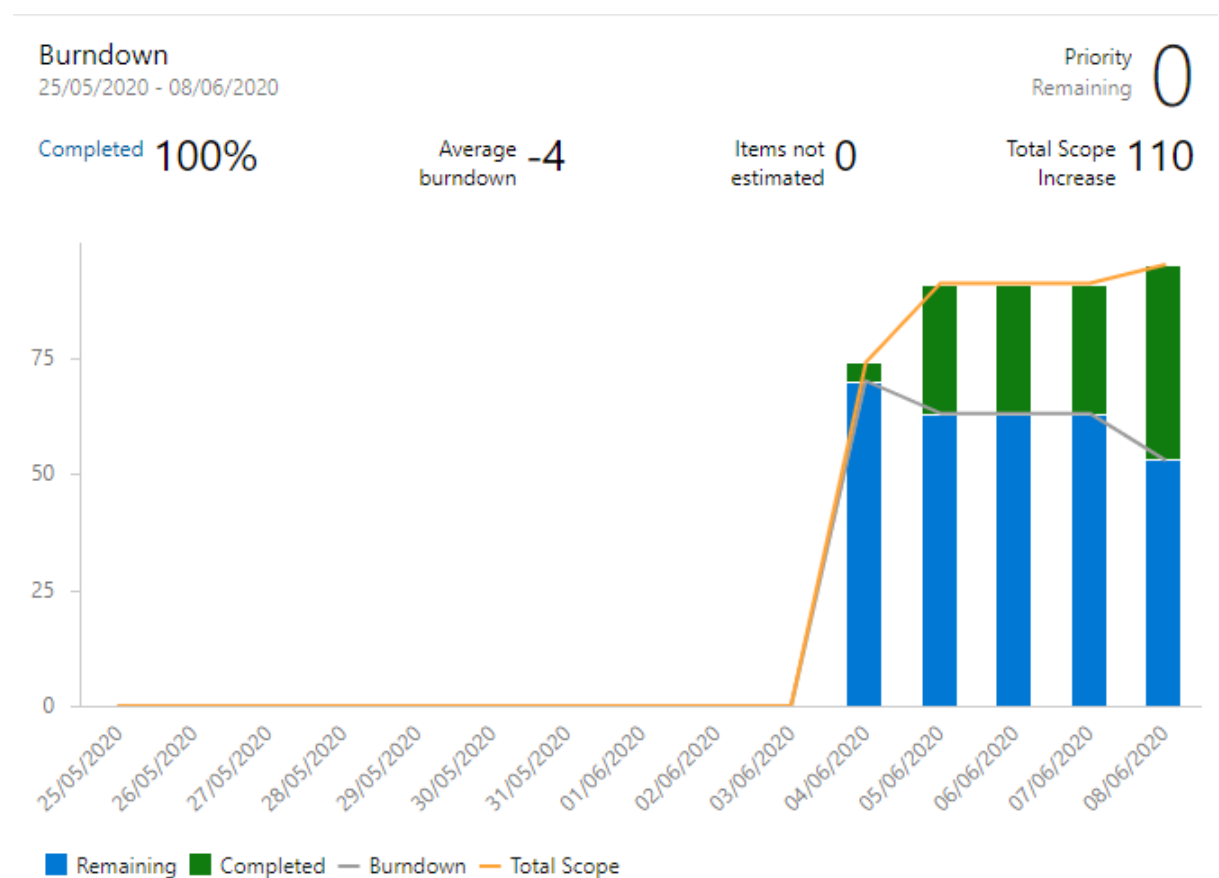 Burndown
25/05/2020 - 08/06/2020
Priority
Remaining
0
Completed 100%
Average
burndown
-4
Items not
estimated
0
Total Scope
Increase
110
75
50
25
0
25/05/2020
26/05/2020
27/05/2020
28/05/2020
29/05/2020
30/05/2020
31/05/2020
01/06/2020
02/06/2020
03/06/2020
04/06/2020
05/06/2020
06/06/2020
07/06/2020
08/06/2020
Remaining Completed Burndown Total Scope